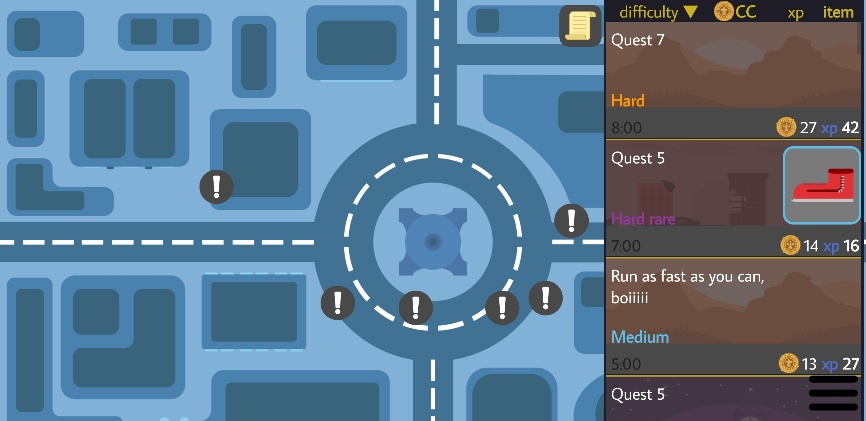 difficulty ▼ CC xp item
Quest 7
Hard
8:00 27 xp 42
Quest 5
Hard rare
7:00 14 xp 16
Run as fast as you can,
boiiiii
Medium
5:00 13 xp 27
Quest 5
!
!
!
!
!
!